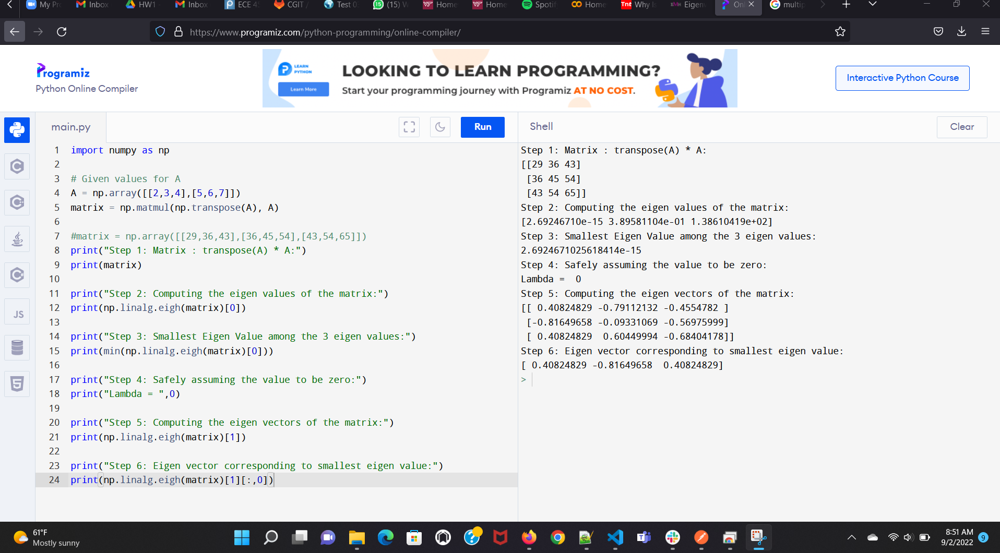 My Pr
Inbox
HW1
Inbox
ECE 45
CGIT /
Test 0
(15) W
Home
Home
Spotif
Home
Why I
Eigenv
Onl
multip
https://www.programiz.com/python-programming/online-compiler/
Programiz
Python Online Compiler
LEARN
PYTHON
Learn More
LOOKING TO LEARN PROGRAMMING?
Start your programming journey with Programiz AT NO COST.
Interactive Python Course
main.py
Run
Shell
Clear
JS
1 import numpy as np
2
3 # Given values for A
4 A = np.array([[2,3,4],[5,6,7]])
5 matrix = np.matmul(np.transpose(A), A)
6
7 #matrix = np.array([[29,36,43],[36,45,54],[43,54,65]])
8 print("Step 1: Matrix : transpose(A) * A:")
9 print(matrix)
10
11 print("Step 2: Computing the eigen values of the matrix:")
12 print(np.linalg.eigh(matrix)[0])
13
14 print("Step 3: Smallest Eigen Value among the 3 eigen values:")
15 print(min(np.linalg.eigh(matrix)[0]))
16
17 print("Step 4: Safely assuming the value to be zero:")
18 print("Lambda = ",0)
19
20 print("Step 5: Computing the eigen vectors of the matrix:")
21 print(np.linalg.eigh(matrix)[1])
22
23 print("Step 6: Eigen vector corresponding to smallest eigen value:")
24 print(np.linalg.eigh(matrix)[1][:,0])
Step 1: Matrix : transpose(A) * A:
[[29 36 43]
[36 45 54]
[43 54 65]]
Step 2: Computing the eigen values of the matrix:
[2.69246710e-15 3.89581104e-01 1.38610419e+02]
Step 3: Smallest Eigen Value among the 3 eigen values:
2.6924671025618414e-15
Step 4: Safely assuming the value to be zero:
Lambda =  0
Step 5: Computing the eigen vectors of the matrix:
[[ 0.40824829 -0.79112132 -0.4554782 ]
[-0.81649658 -0.09331069 -0.56975999]
[ 0.40824829  0.60449994 -0.68404178]]
Step 6: Eigen vector corresponding to smallest eigen value:
[ 0.40824829 -0.81649658  0.40824829]
>
61°F
Mostly sunny
8:51 AM
9/2/2022
9